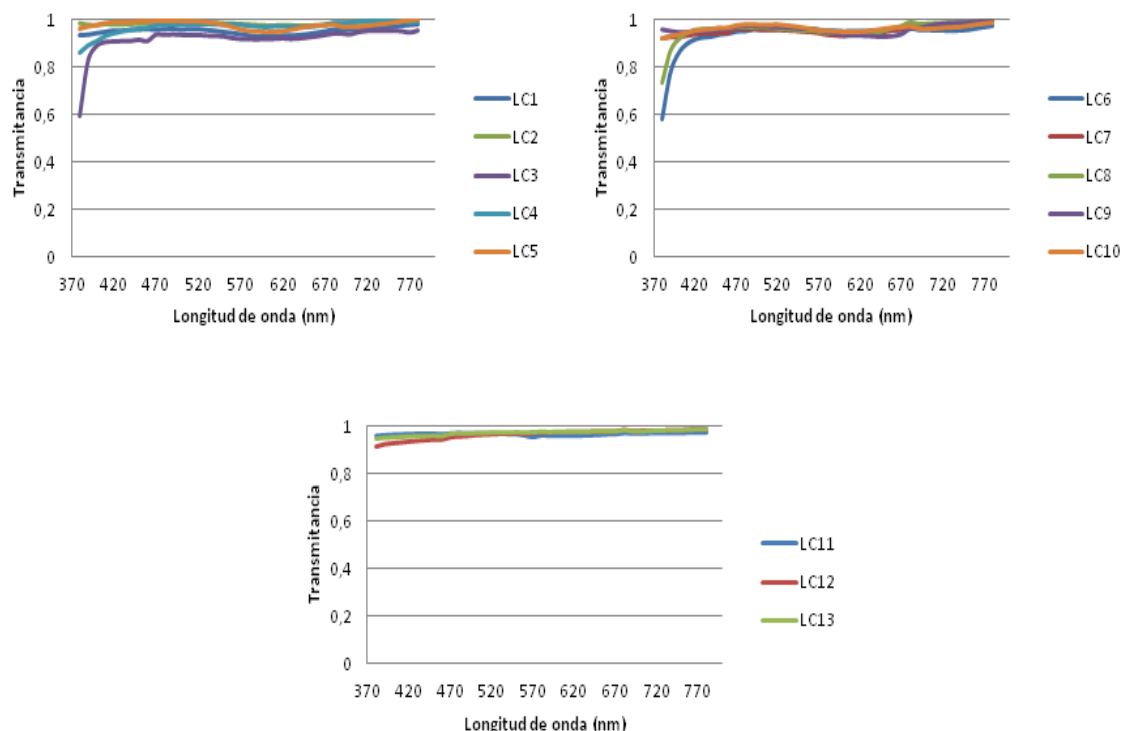 Transmitancia
1
0,8
0,6
0,4
0,2
0
370 420 470 520 570 620 670 720 770
Longitud de onda (nm)
LC1
LC2
LC3
LC4
LC5
Transmitancia
1
0,8
0,6
0,4
0,2
0
370 420 470 520 570 620 670 720 770
Longitud de onda (nm)
LC6
LC7
LC8
LC9
LC10
Transmitancia
1
0,8
0,6
0,4
0,2
0
370 420 470 520 570 620 670 720 770
Longitud de onda (nm)
LC11
LC12
LC13